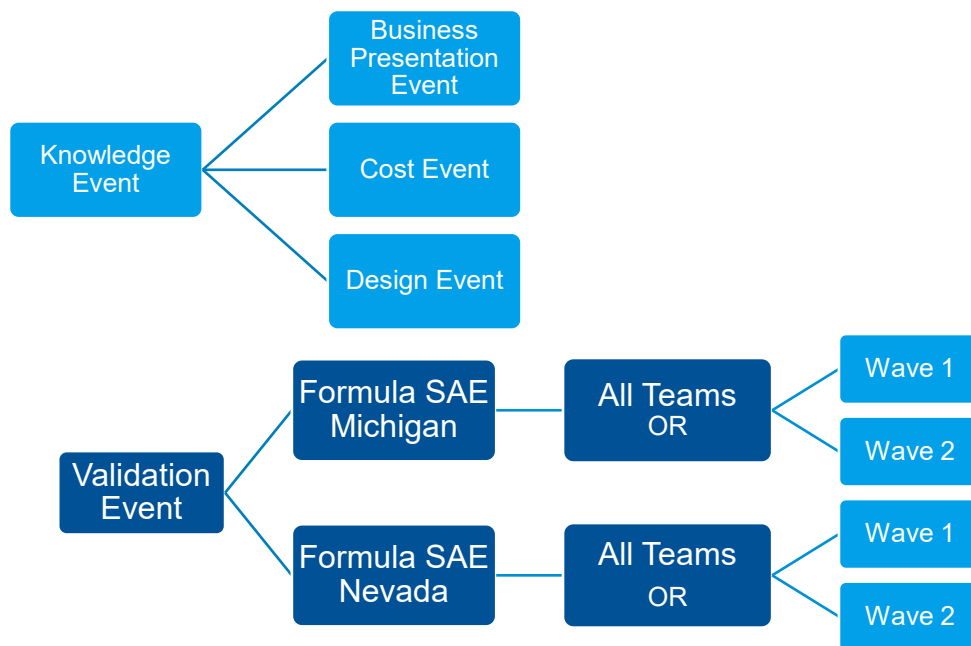 Business
Presentation
Event
Knowledge
Event
Cost Event
Design Event
Formula SAE
Michigan
All Teams
OR
Wave 1
Wave 2
Validation
Event
Formula SAE
Nevada
All Teams
OR
Wave 1
Wave 2